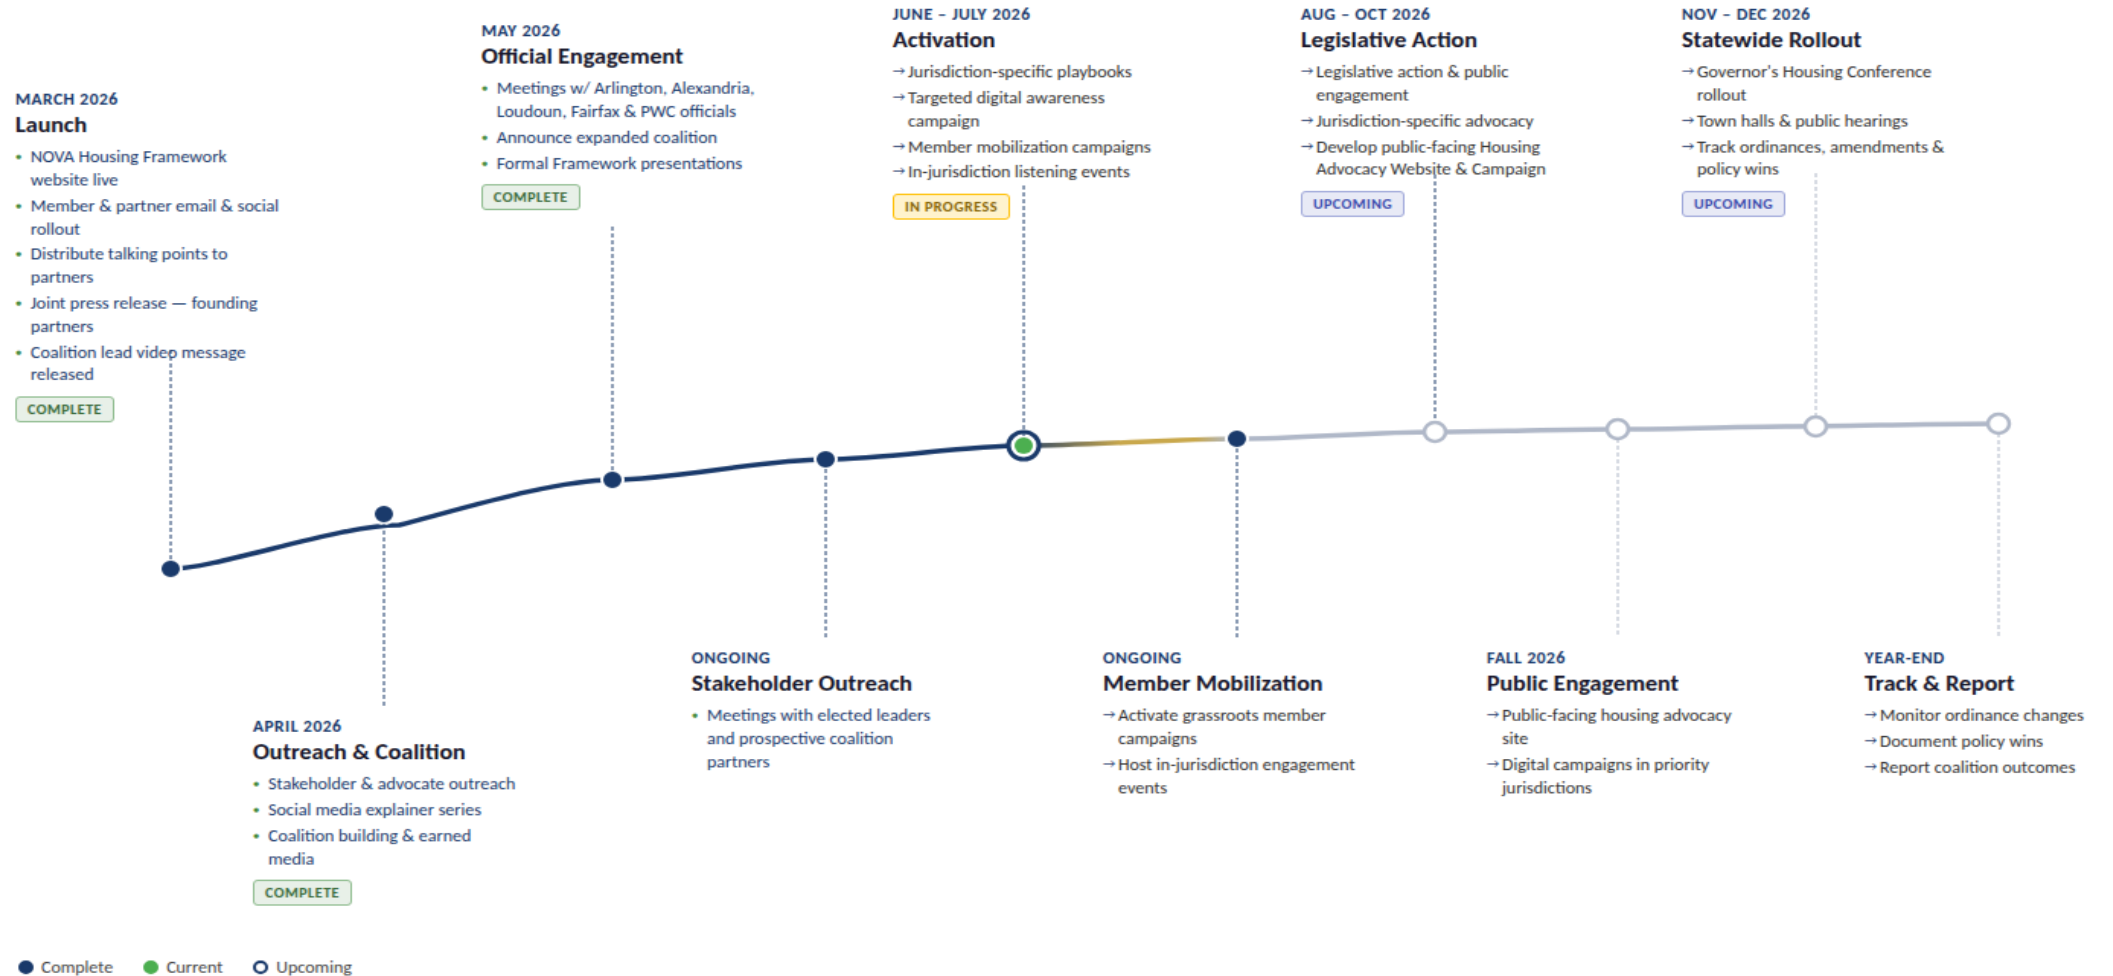 MARCH 2026
Launch
• NOVA Housing Framework
website live
• Member & partner email & social
rollout
• Distribute talking points to
partners
• Joint press release — founding
partners
• Coalition lead video message
released
COMPLETE
MAY 2026
Official Engagement
• Meetings w/ Arlington, Alexandria,
Loudoun, Fairfax & PWC officials
• Announce expanded coalition
• Formal Framework presentations
COMPLETE
JUNE – JULY 2026
Activation
→ Jurisdiction-specific playbooks
→ Targeted digital awareness
campaign
→ Member mobilization campaigns
→ In-jurisdiction listening events
IN PROGRESS
AUG – OCT 2026
Legislative Action
→ Legislative action & public
engagement
→ Jurisdiction-specific advocacy
→ Develop public-facing Housing
Advocacy Website & Campaign
UPCOMING
NOV – DEC 2026
Statewide Rollout
→ Governor's Housing Conference
rollout
→ Town halls & public hearings
→ Track ordinances, amendments &
policy wins
UPCOMING
APRIL 2026
Outreach & Coalition
• Stakeholder & advocate outreach
• Social media explainer series
• Coalition building & earned
media
COMPLETE
ONGOING
Stakeholder Outreach
• Meetings with elected leaders
and prospective coalition
partners
ONGOING
Member Mobilization
→ Activate grassroots member
campaigns
→ Host in-jurisdiction engagement
events
FALL 2026
Public Engagement
→ Public-facing housing advocacy
site
→ Digital campaigns in priority
jurisdictions
YEAR-END
Track & Report
→ Monitor ordinance changes
→ Document policy wins
→ Report coalition outcomes
Complete
Current
Upcoming